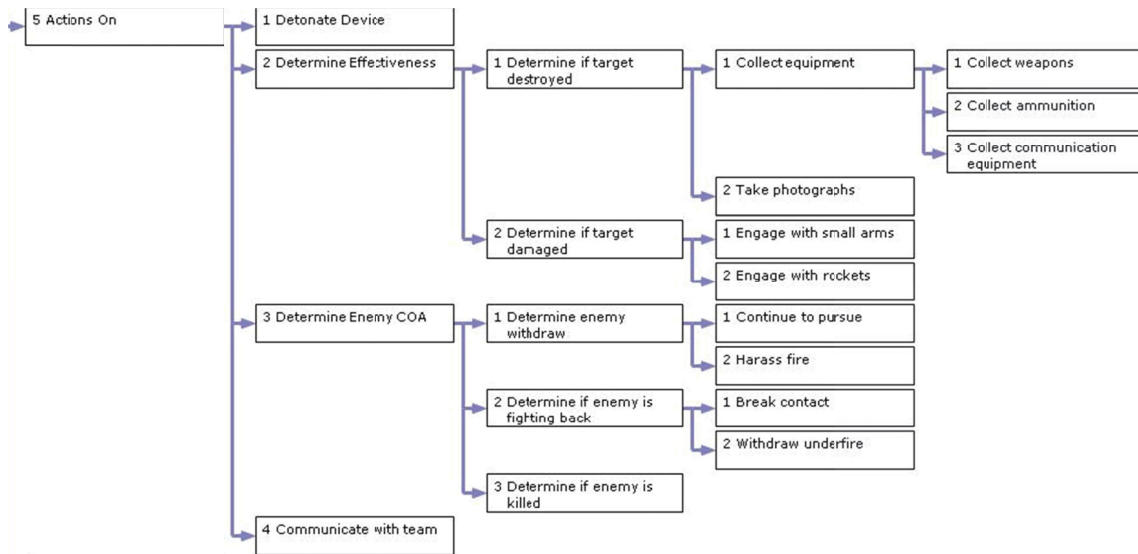 5 Actions On
1 Detonate Device
2 Determine Effectiveness
1 Determine if target
destroyed
1 Collect equipment
1 Collect weapons
2 Collect ammunition
3 Collect communication
equipment
2 Take photographs
2 Determine if target
damaged
1 Engage with small arms
2 Engage with rockets
3 Determine Enemy COA
1 Determine enemy
withdraw
1 Continue to pursue
2 Harass fire
2 Determine if enemy is
fighting back
1 Break contact
2 Withdraw underfire
3 Determine if enemy is
killed
4 Communicate with team